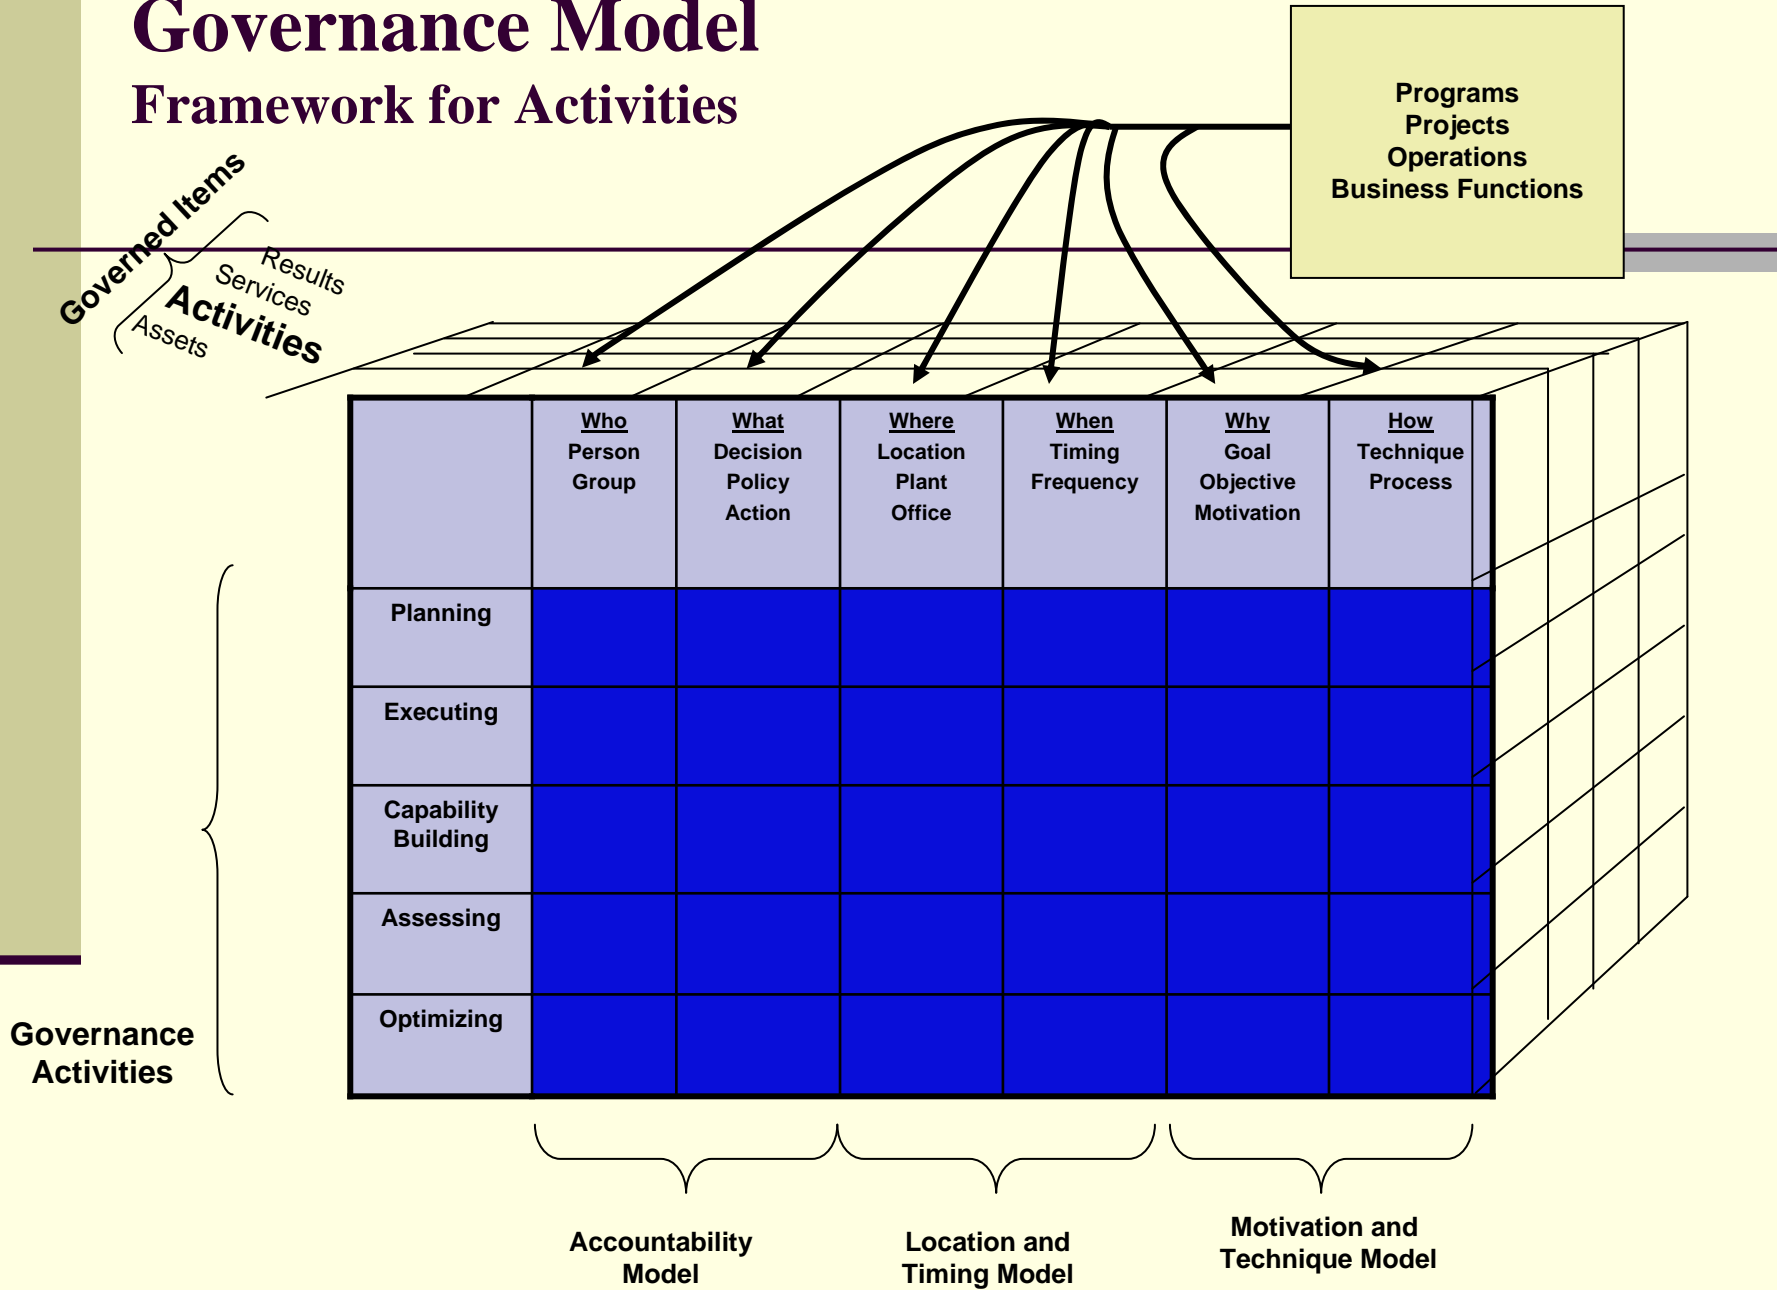 Governance Model
Framework for Activities
Programs
Projects
Operations
Business Functions
Governed Items
Results
Services
Activities
Assets
Who
Person
Group
What
Decision
Policy
Action
Where
Location
Plant
Office
When
Timing
Frequency
Why
Goal
Objective
Motivation
How
Technique
Process
Planning
Executing
Capability
Building
Assessing
Optimizing
Governance
Activities
Accountability
Model
Location and
Timing Model
Motivation and
Technique Model